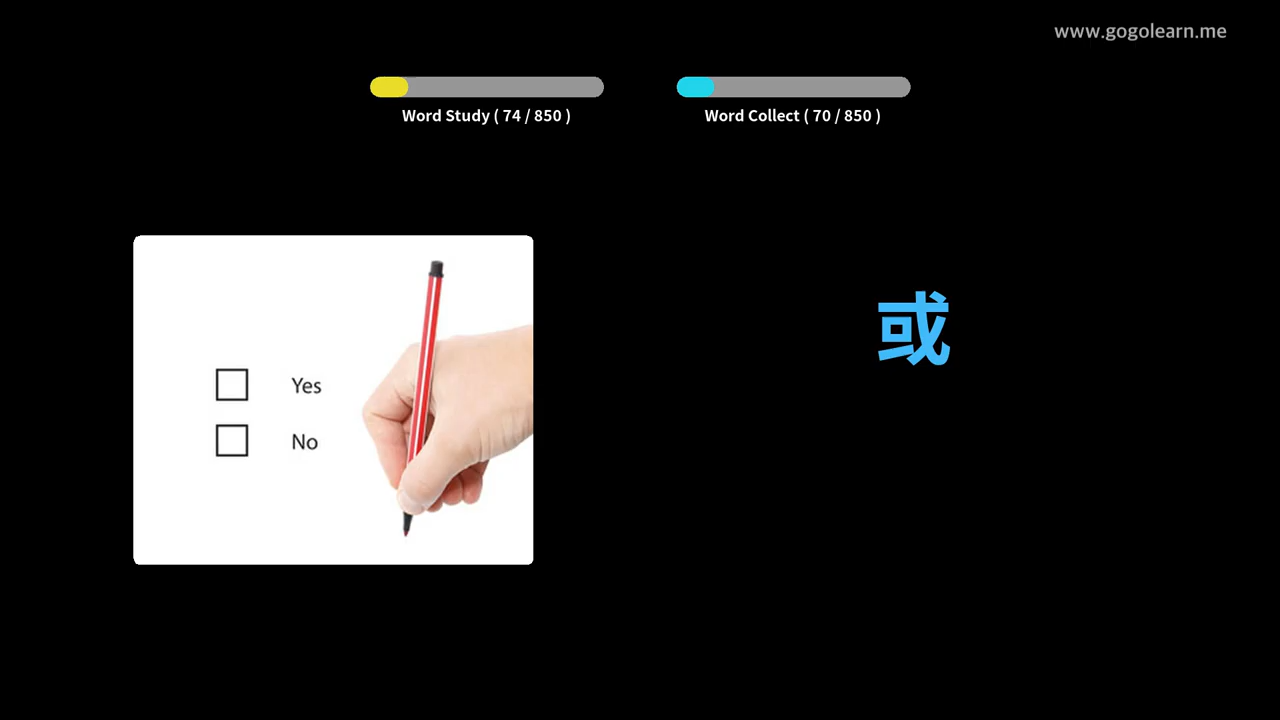 www.gogolearn.me
Word Study ( 74 / 850 )
Word Collect ( 70 / 850 )
或
Yes
No